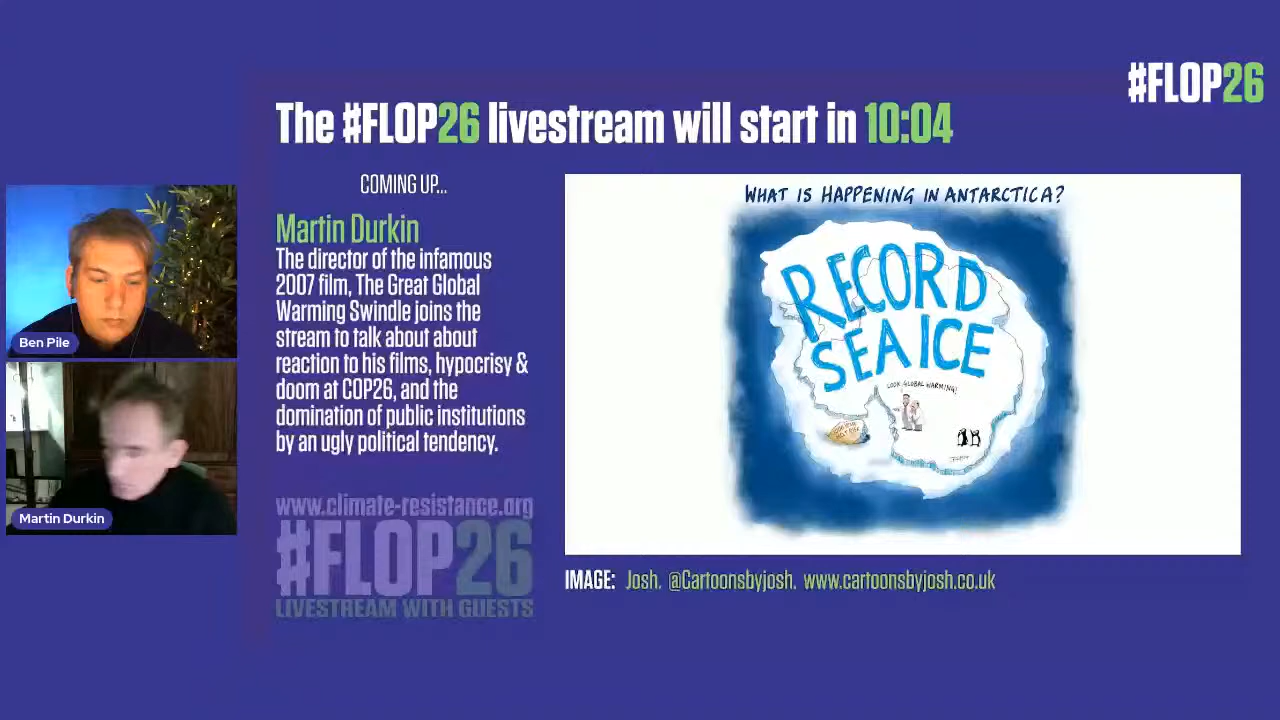 #FLOP26
The #FLOP26 livestream will start in 10:04
COMING UP...
Martin Durkin
The director of the infamous
2007 film, The Great Global
Warming Swindle joins the
stream to talk about about
reaction to his films, hypocrisy &
doom at COP26, and the
domination of public institutions
by an ugly political tendency.
www.climate-resistance.org
#FLOP26
LIVESTREAM WITH GUESTS
Ben Pile
Martin Durkin
WHAT IS HAPPENING IN ANTARCTICA?
RECORD
SEA ICE
LOOK, GLOBAL WARMING!
IMAGE: Josh. @Cartoonsbyjosh. www.cartoonsbyjosh.co.uk